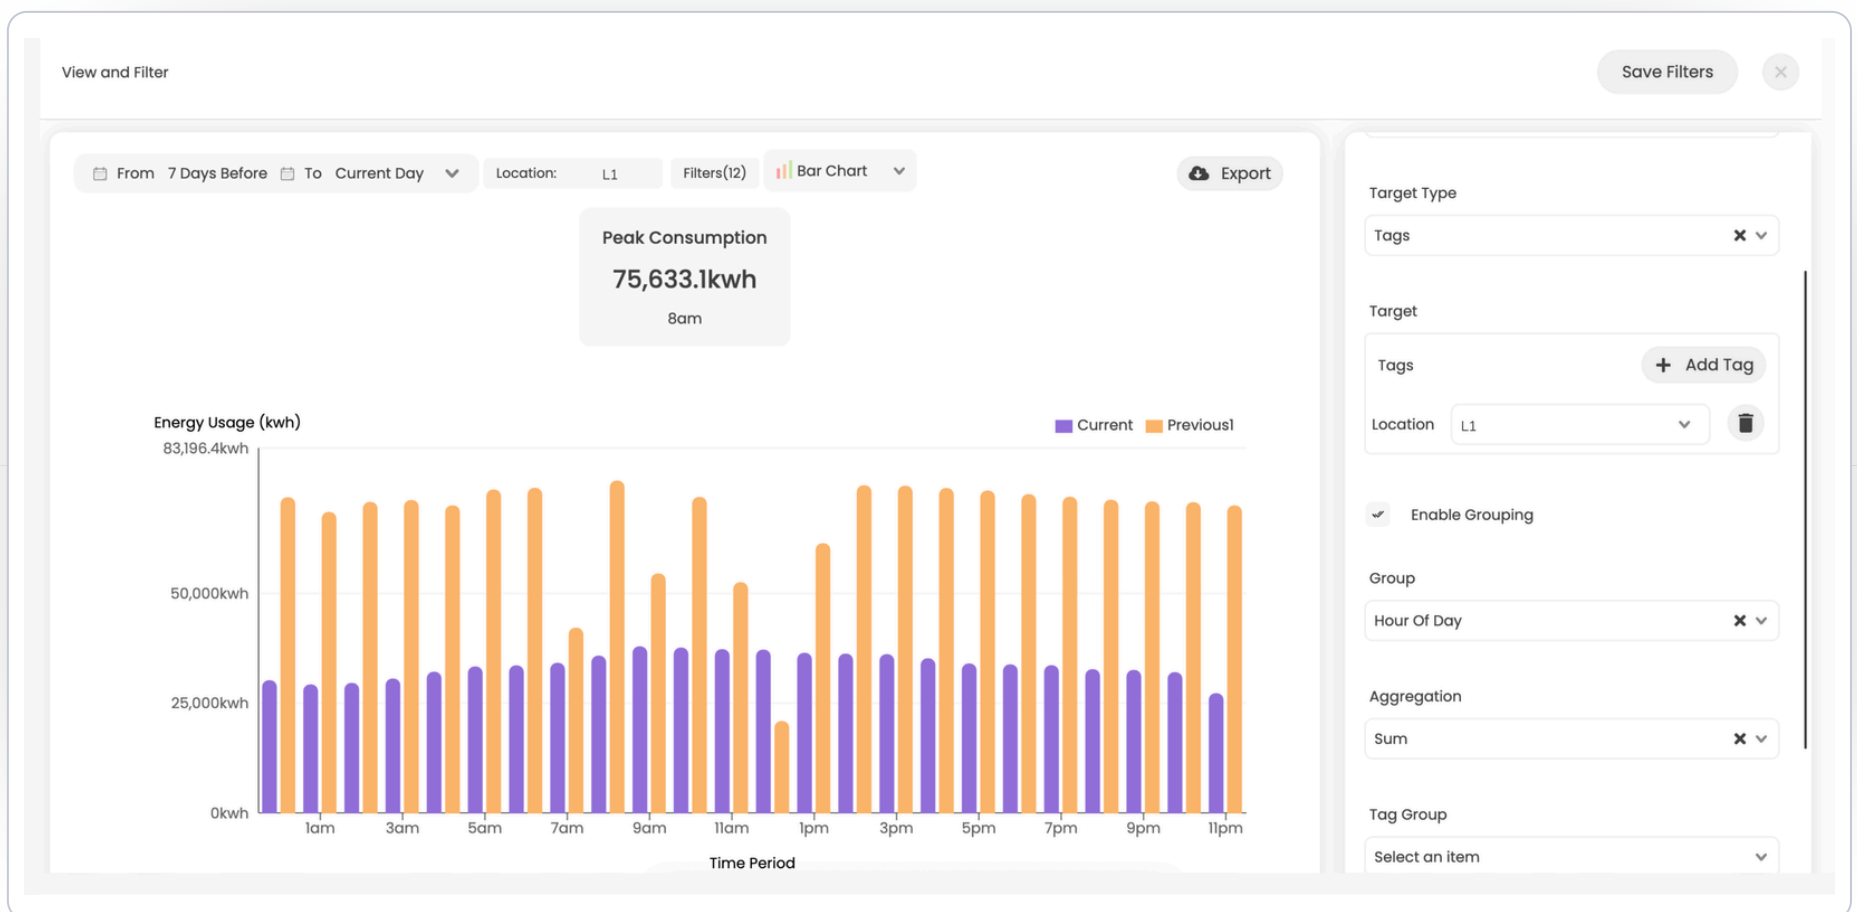 View and Filter
Save Filters
From 7 Days Before To Current Day
Location: L1
Filters(12)
Bar Chart
Export
Peak Consumption
75,633.1kwh
8am
Energy Usage (kwh)
Current Previous1
83,196.4kwh
50,000kwh
25,000kwh
0kwh
1am 3am 5am 7am 9am 11am 1pm 3pm 5pm 7pm 9pm 11pm
Time Period
Target Type
Tags
Target
Tags
+ Add Tag
Location L1
Enable Grouping
Group
Hour Of Day
Aggregation
Sum
Tag Group
Select an item